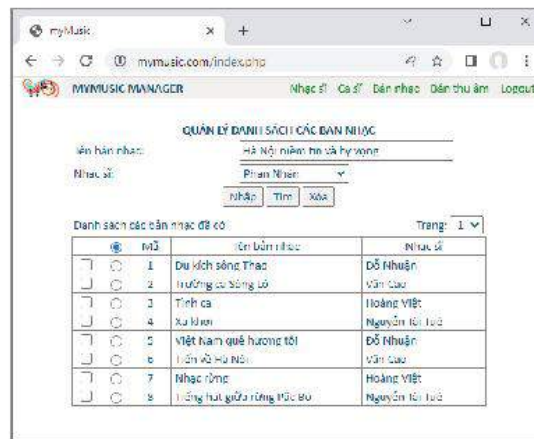 myMusic
mymusic.com/index.php
MYMUSIC MANAGER Nhạc sĩ Ca sĩ Bản nhạc Bản thu âm Logout
QUẢN LÝ DANH SÁCH CÁC BẢN NHẠC
Tên bản nhạc: Hà Nội niềm tin và hy vọng
Nhạc sĩ: Phan Nhân
Nhập Tìm Xóa
Danh sách các bản nhạc đã có Trang: 1
Mã Tên bản nhạc Nhạc sĩ
1 Du kích sông Thao Đỗ Nhuận
2 Trường ca Sông Lô Văn Cao
3 Tình ca Hoàng Việt
4 Xa khơi Nguyễn Tài Tuệ
5 Việt Nam quê hương tôi Đỗ Nhuận
6 Tiến về Hà Nội Văn Cao
7 Nhạc rừng Hoàng Việt
8 Tiếng hát giữa rừng Pác Bó Nguyễn Tài Tuệ